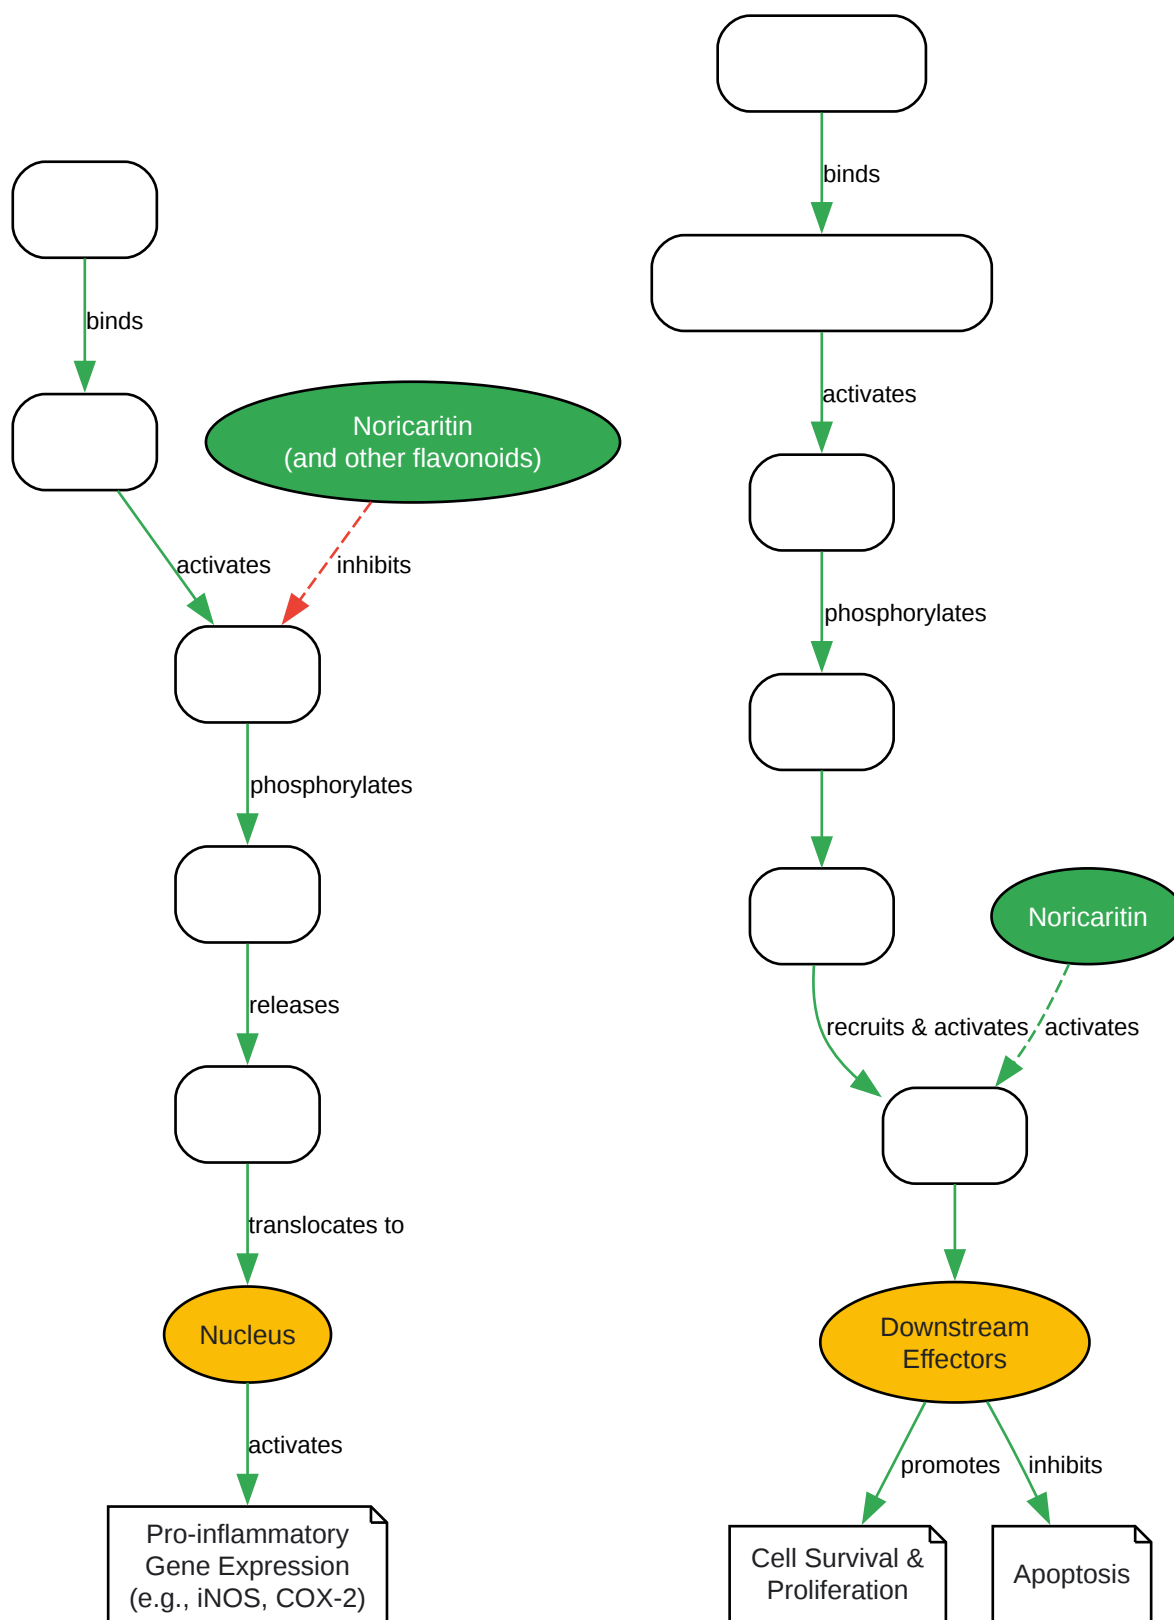 binds
binds
activates
Noricaritin
(and other flavonoids)
activates
inhibits
phosphorylates
phosphorylates
Noricaritin
releases
recruits & activates
activates
translocates to
Nucleus
Downstream
Effectors
activates
promotes
inhibits
Pro-inflammatory
Gene Expression
(e.g., iNOS, COX-2)
Cell Survival &
Proliferation
Apoptosis